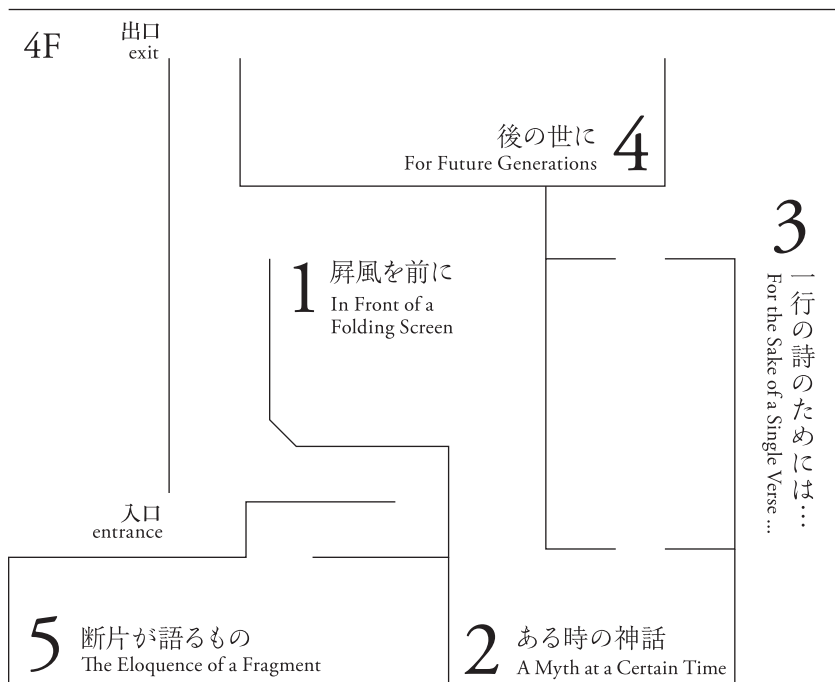 4F
出口
exit
後の世に
For Future Generations
4
3
一行の詩のためには…
For the Sake of a Single Verse ...
1
屛風を前に
In Front of a
Folding Screen
入口
entrance
5
断片が語るもの
The Eloquence of a Fragment
2
ある時の神話
A Myth at a Certain Time